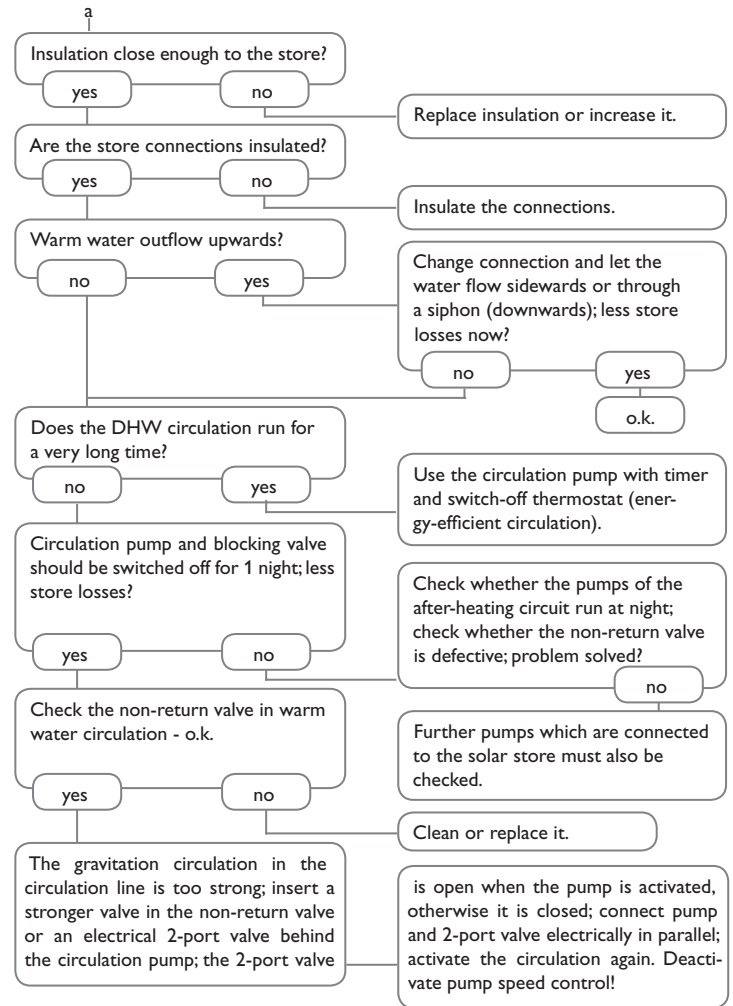 a
Insulation close enough to the store?
yes
no
Replace insulation or increase it.
Are the store connections insulated?
yes
no
Insulate the connections.
Warm water outflow upwards?
no
yes
Change connection and let the
water flow sidewards or through
a siphon (downwards); less store
losses now?
no
yes
o.k.
Does the DHW circulation run for
a very long time?
no
yes
Use the circulation pump with timer
and switch-off thermostat (ener-
gy-efficient circulation).
Circulation pump and blocking valve
should be switched off for 1 night; less
store losses?
yes
no
Check whether the pumps of the
after-heating circuit run at night;
check whether the non-return valve
is defective; problem solved?
no
Further pumps which are connected
to the solar store must also be
checked.
Check the non-return valve in warm
water circulation - o.k.
yes
no
Clean or replace it.
The gravitation circulation in the
circulation line is too strong; insert a
stronger valve in the non-return valve
or an electrical 2-port valve behind
the circulation pump; the 2-port valve
is open when the pump is activated,
otherwise it is closed; connect pump
and 2-port valve electrically in parallel;
activate the circulation again. Deacti-
vate pump speed control!